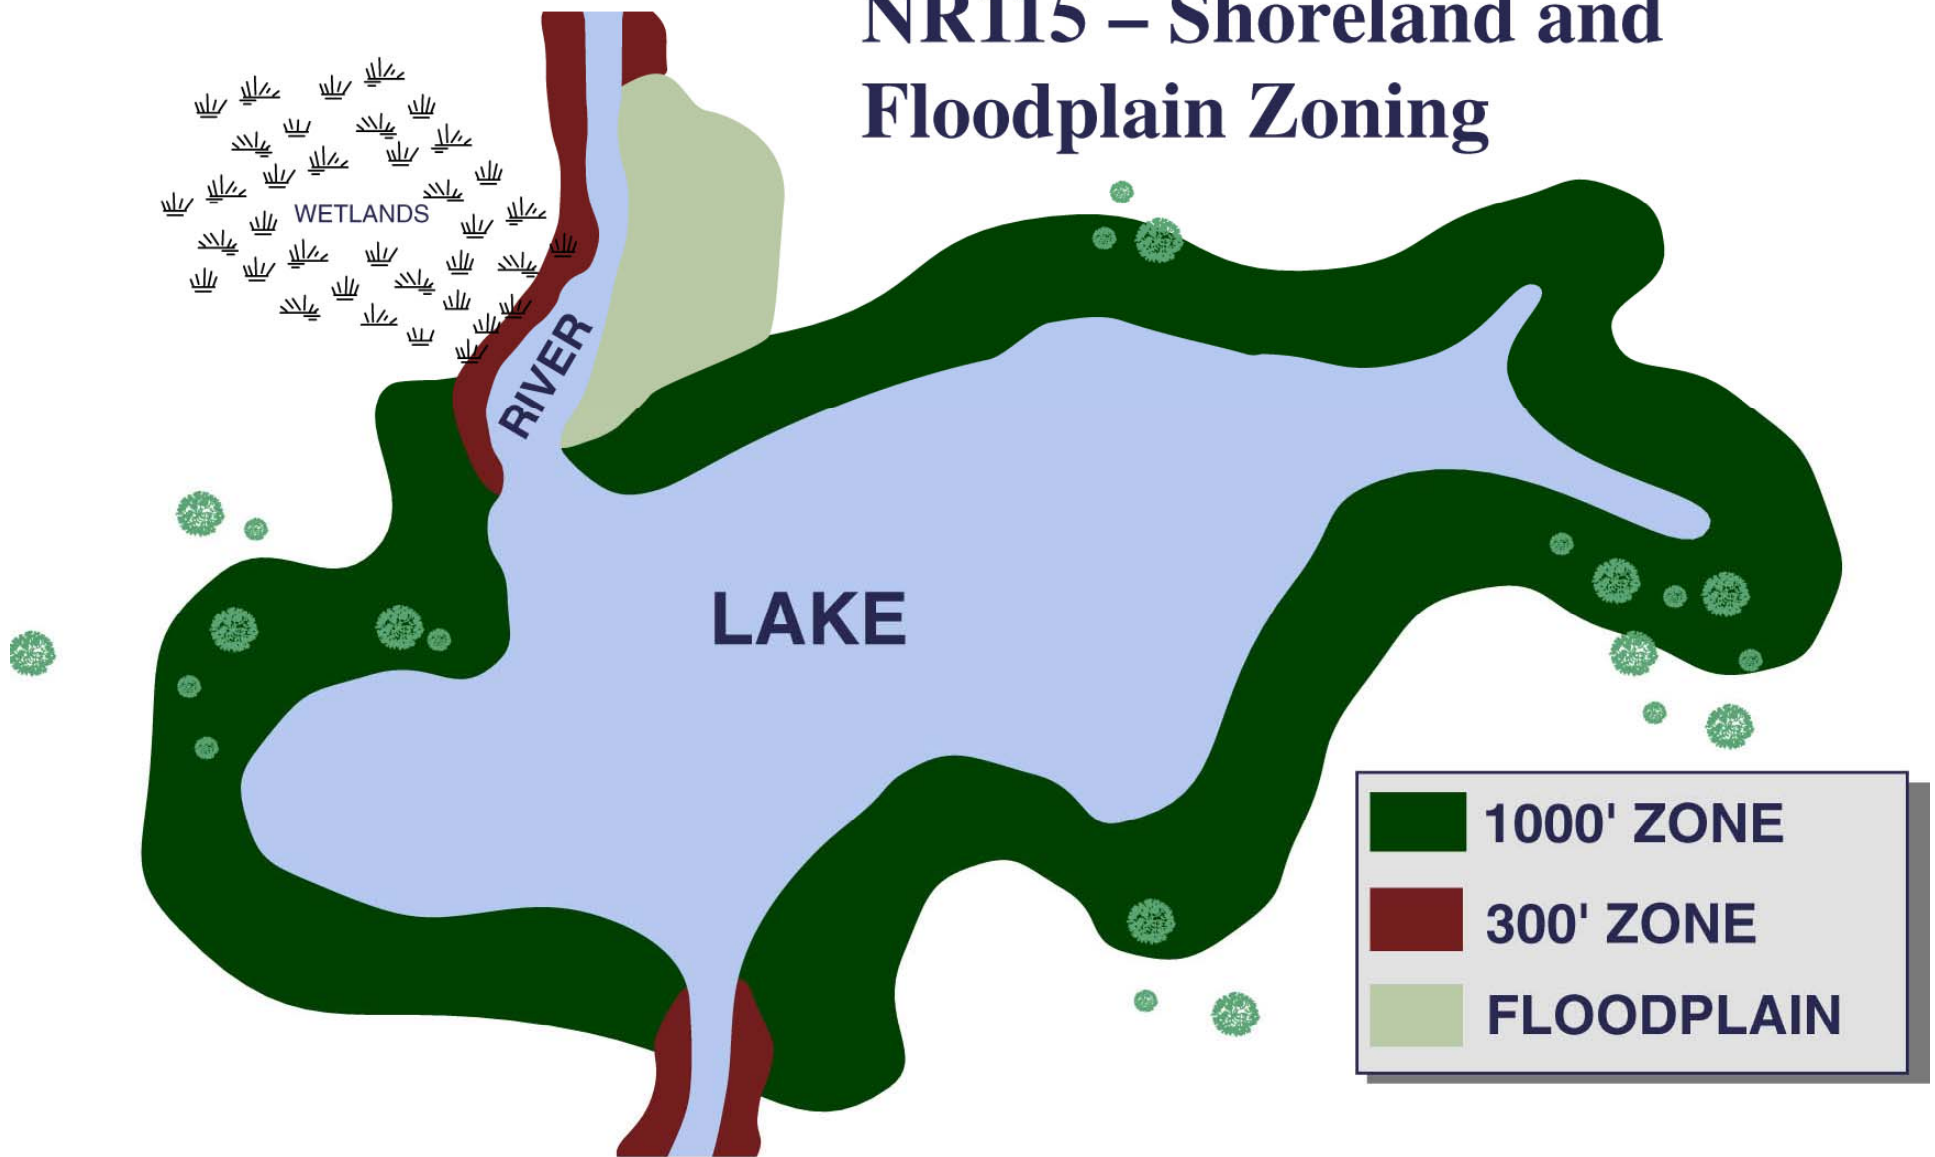 NR115 – Shoreland and
Floodplain Zoning
WETLANDS
RIVER
LAKE
1000' ZONE
300' ZONE
FLOODPLAIN